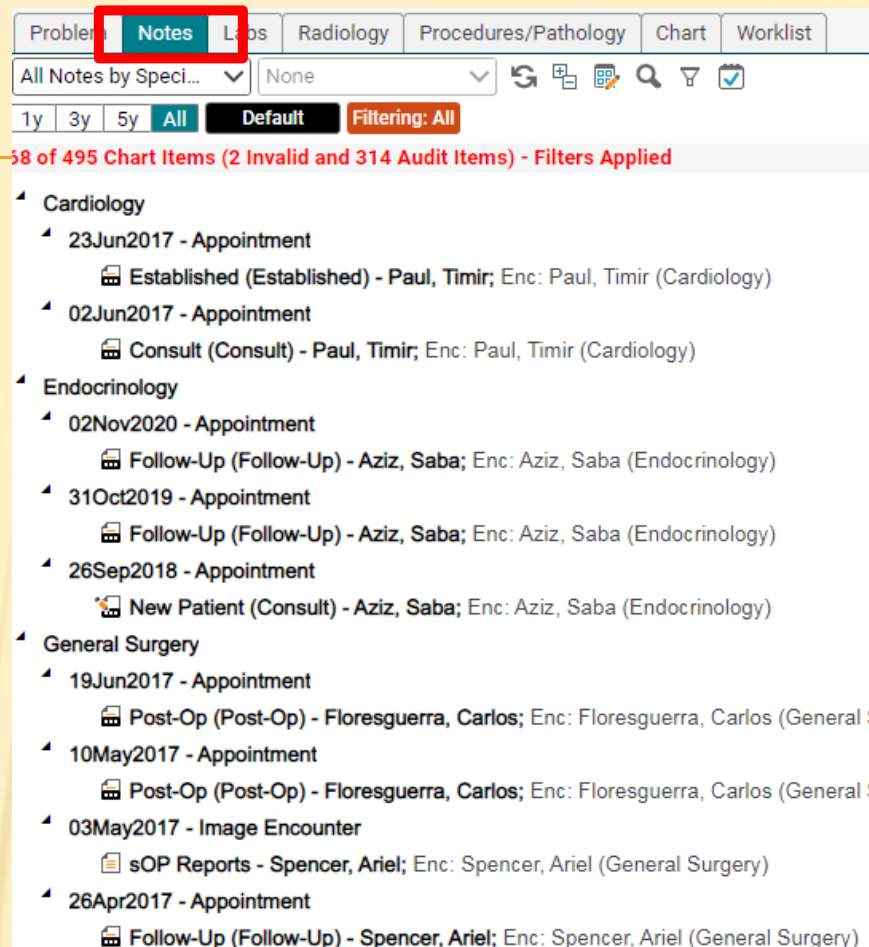 Problem Notes Labs Radiology Procedures/Pathology Chart Worklist
All Notes by Speci... None
1y 3y 5y All Default Filtering: All
68 of 495 Chart Items (2 Invalid and 314 Audit Items) - Filters Applied
Cardiology
23Jun2017 - Appointment
Established (Established) - Paul, Timir; Enc: Paul, Timir (Cardiology)
02Jun2017 - Appointment
Consult (Consult) - Paul, Timir; Enc: Paul, Timir (Cardiology)
Endocrinology
02Nov2020 - Appointment
Follow-Up (Follow-Up) - Aziz, Saba; Enc: Aziz, Saba (Endocrinology)
31Oct2019 - Appointment
Follow-Up (Follow-Up) - Aziz, Saba; Enc: Aziz, Saba (Endocrinology)
26Sep2018 - Appointment
New Patient (Consult) - Aziz, Saba; Enc: Aziz, Saba (Endocrinology)
General Surgery
19Jun2017 - Appointment
Post-Op (Post-Op) - Floresguerra, Carlos; Enc: Floresguerra, Carlos (General
10May2017 - Appointment
Post-Op (Post-Op) - Floresguerra, Carlos; Enc: Floresguerra, Carlos (General
03May2017 - Image Encounter
sOP Reports - Spencer, Ariel; Enc: Spencer, Ariel (General Surgery)
26Apr2017 - Appointment
Follow-Up (Follow-Up) - Spencer, Ariel; Enc: Spencer, Ariel (General Surgery)